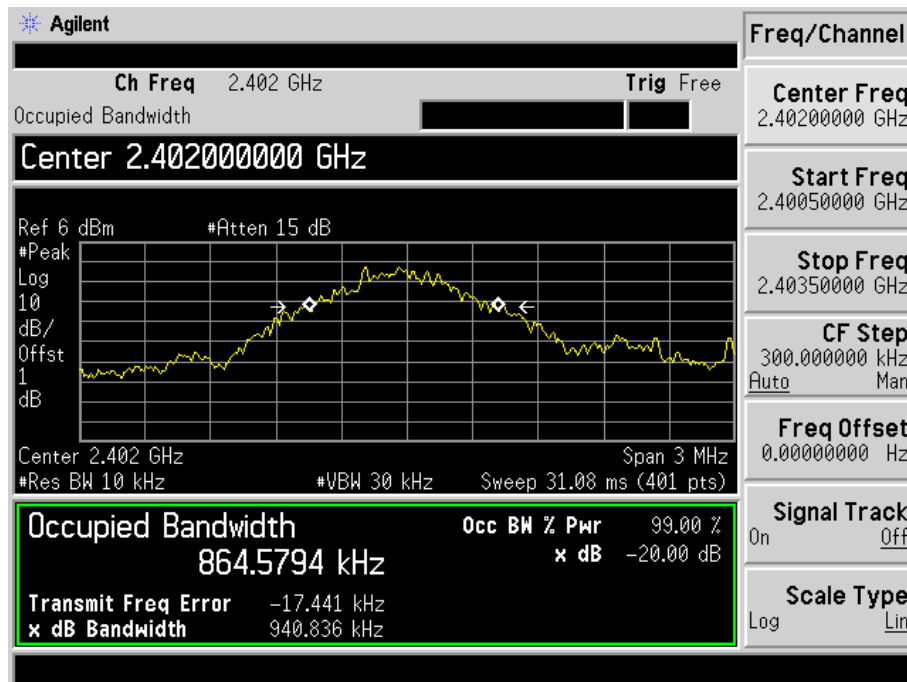 Agilent
Ch Freq 2.402 GHz Trig Free
Occupied Bandwidth
Center 2.402000000 GHz
Ref 6 dBm #Atten 15 dB
#Peak
Log
10
dB/
Offst
1
dB
Center 2.402 GHz Span 3 MHz
#Res BW 10 kHz #VBW 30 kHz Sweep 31.08 ms (401 pts)
Occupied Bandwidth
864.5794 kHz
Occ BW % Pwr 99.00 %
x dB -20.00 dB
Transmit Freq Error -17.441 kHz
x dB Bandwidth 940.836 kHz
Freq/Channel
Center Freq
2.40200000 GHz
Start Freq
2.40050000 GHz
Stop Freq
2.40350000 GHz
CF Step
300.000000 kHz
Auto Man
Freq Offset
0.00000000 Hz
Signal Track
On Off
Scale Type
Log Lin